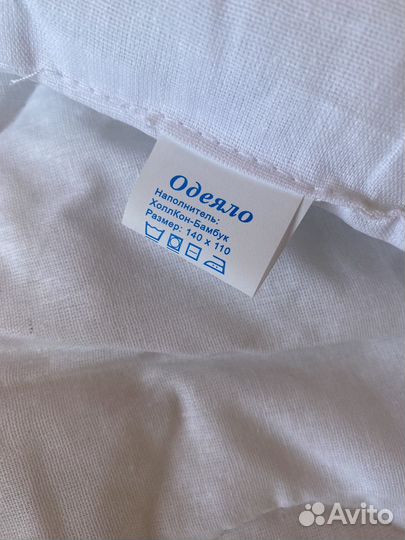 Одеяло
Наполнитель:
ХоллКон-Бамбук
Размер: 140 x 110
Avito